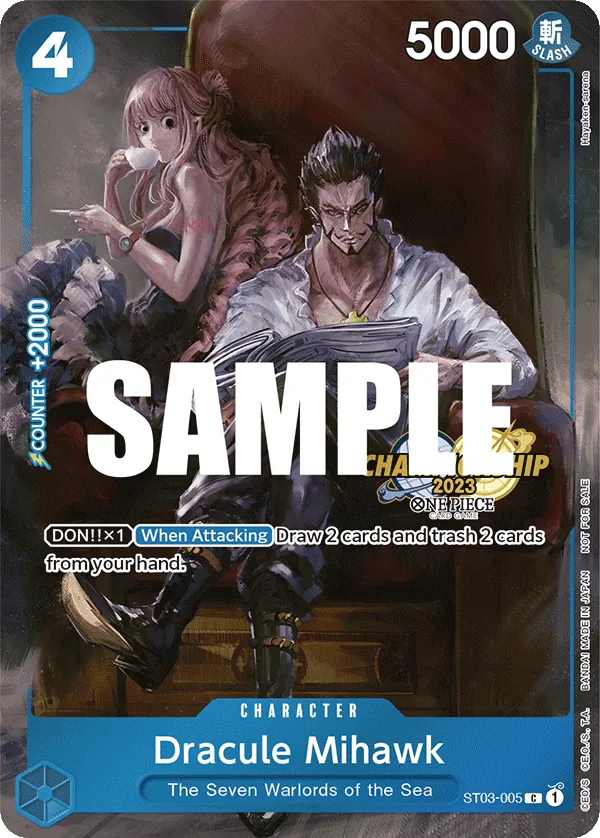 4
5000
斬
SLASH
Hayaken-sarena
COUNTER +2000
SAMPLE
CHAMPIONSHIP
2023
ONE PIECE
CARD GAME
DON!!×1 When Attacking Draw 2 cards and trash 2 cards
from your hand.
©EO/S ©E.O./S., T.A. BANDAI MADE IN JAPAN NOT FOR SALE
CHARACTER
Dracule Mihawk
The Seven Warlords of the Sea
ST03-005 C 1